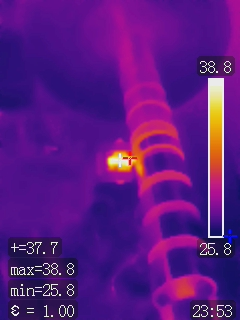 38.8
25.8
+=37.7
max=38.8
min=25.8
Ɛ = 1.00
23:53